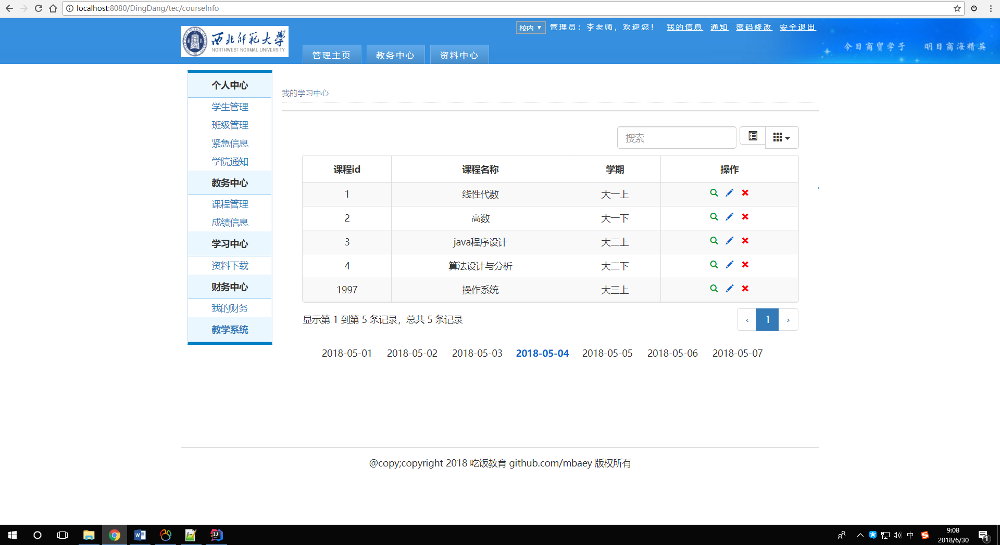 localhost:8080/DingDang/tec/courseInfo
西北师范大学
NORTHWEST NORMAL UNIVERSITY
校内 ▼ 管理员：李老师，欢迎您！ 我的信息 通知 密码修改 安全退出
今日商贸学子 明日商海精英
管理主页 教务中心 资料中心
个人中心
学生管理
班级管理
紧急信息
学院通知
教务中心
课程管理
成绩信息
学习中心
资料下载
财务中心
我的财务
教学系统
我的学习中心
搜索
课程id 课程名称 学期 操作
1 线性代数 大一上
2 高数 大一下
3 java程序设计 大二上
4 算法设计与分析 大二下
1997 操作系统 大三上
显示第 1 到第 5 条记录，总共 5 条记录
‹ 1 ›
2018-05-01 2018-05-02 2018-05-03 2018-05-04 2018-05-05 2018-05-06 2018-05-07
@copy;copyright 2018 吃饭教育 github.com/mbaey 版权所有
中
9:08
2018/6/30
1